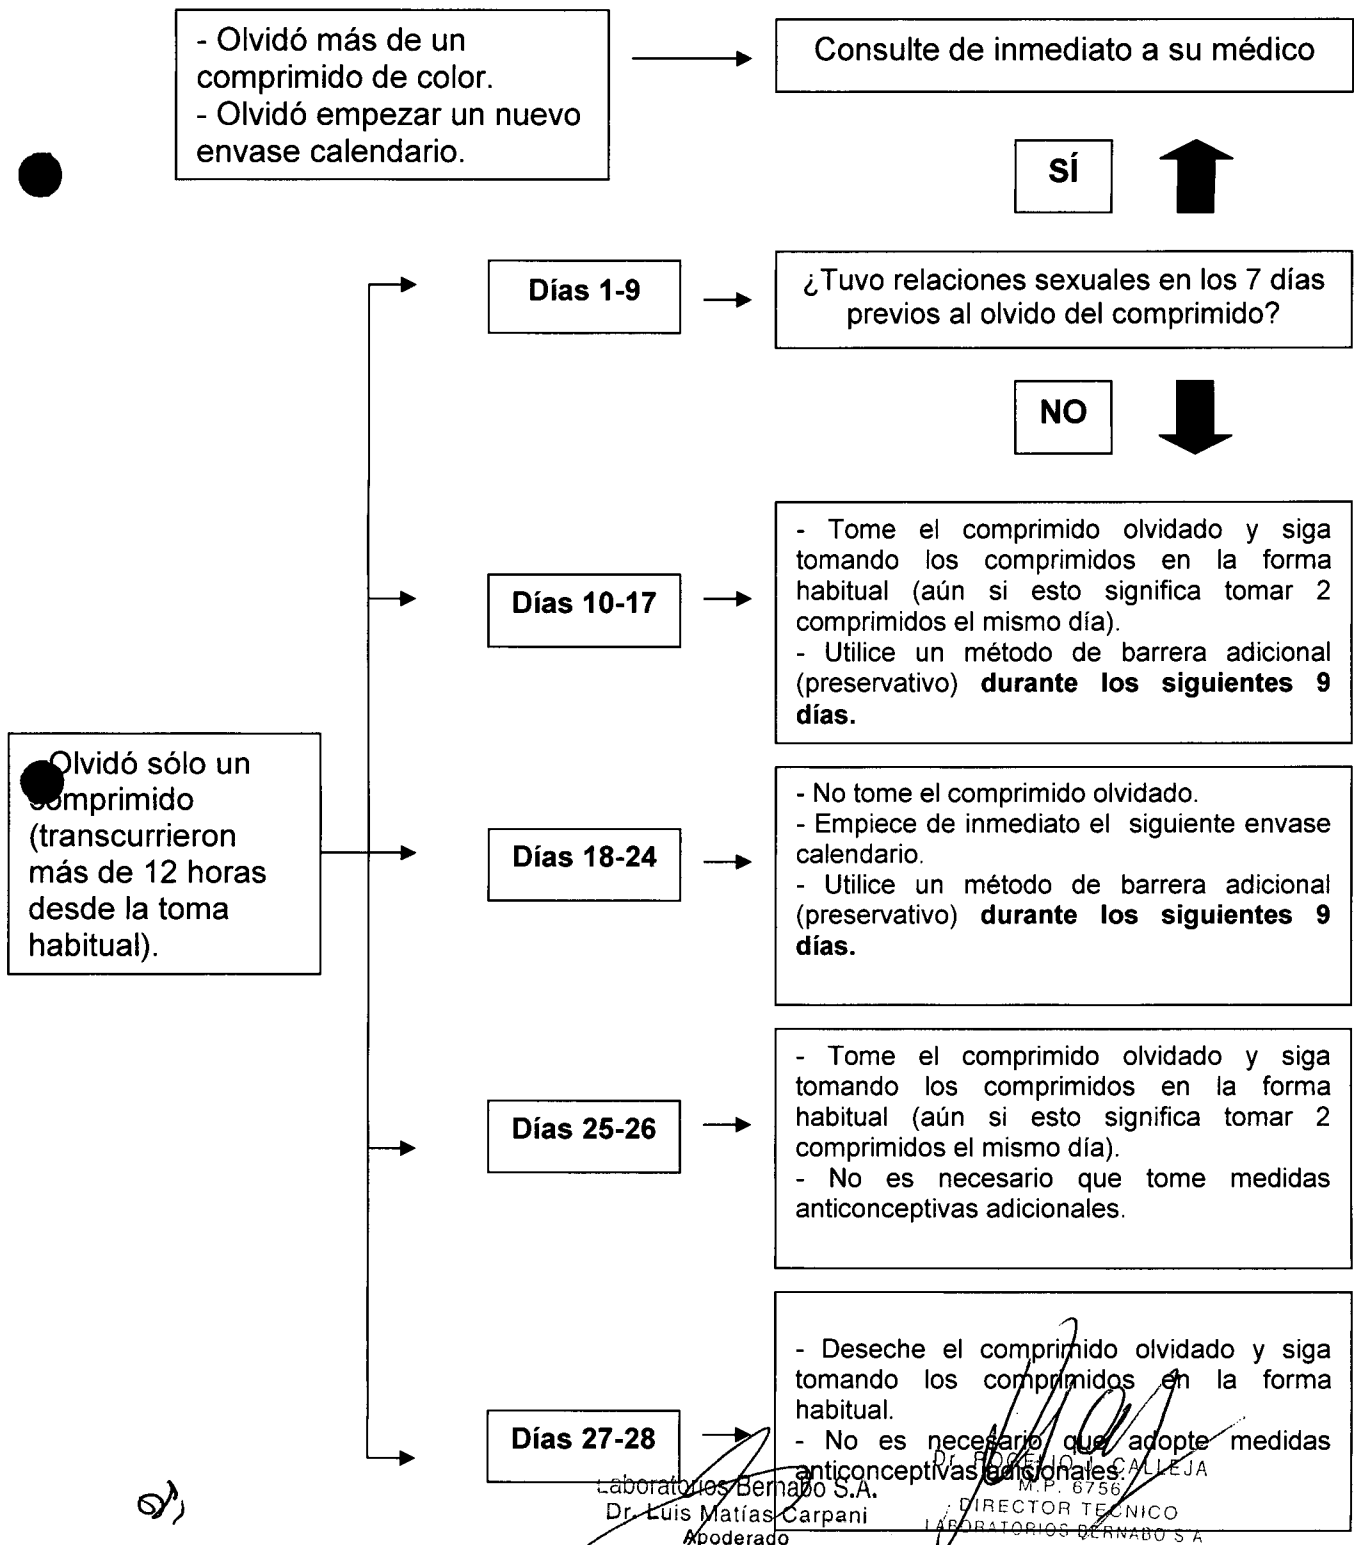 - Olvidó más de un
comprimido de color.
- Olvidó empezar un nuevo
envase calendario.
Consulte de inmediato a su médico
SÍ
Días 1-9
¿Tuvo relaciones sexuales en los 7 días
previos al olvido del comprimido?
NO
Días 10-17
- Tome el comprimido olvidado y siga
tomando los comprimidos en la forma
habitual (aún si esto significa tomar 2
comprimidos el mismo día).
- Utilice un método de barrera adicional
(preservativo) durante los siguientes 9
días.
Olvidó sólo un
comprimido
(transcurrieron
más de 12 horas
desde la toma
habitual).
Días 18-24
- No tome el comprimido olvidado.
- Empiece de inmediato el siguiente envase
calendario.
- Utilice un método de barrera adicional
(preservativo) durante los siguientes 9
días.
Días 25-26
- Tome el comprimido olvidado y siga
tomando los comprimidos en la forma
habitual (aún si esto significa tomar 2
comprimidos el mismo día).
- No es necesario que tome medidas
anticonceptivas adicionales.
Días 27-28
- Deseche el comprimido olvidado y siga
tomando los comprimidos en la forma
habitual.
- No es necesario que adopte medidas
anticonceptivas adicionales.
Laboratorios Bernabo S.A.
Dr. Luis Matías Carpani
Apoderado
Dr. ROGELIO J. CALLEJA
M.P. 6756
DIRECTOR TECNICO
LABORATORIOS BERNABO S A